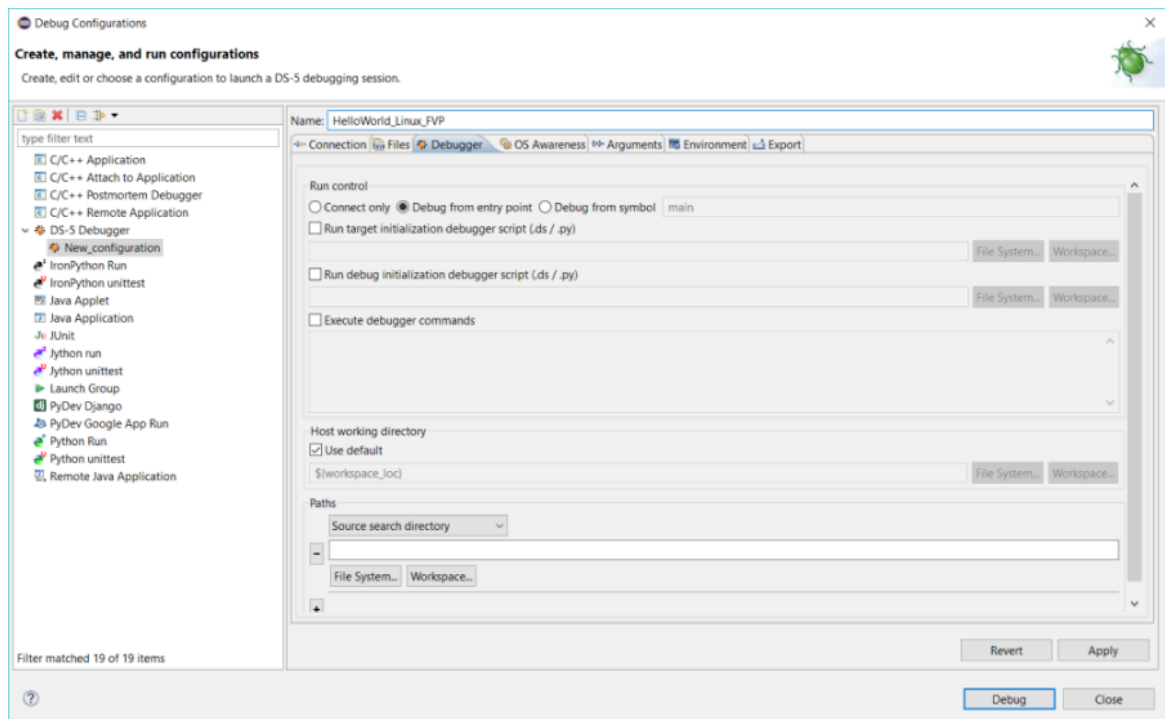 Debug Configurations
Create, manage, and run configurations
Create, edit or choose a configuration to launch a DS-5 debugging session.
type filter text
C/C++ Application
C/C++ Attach to Application
C/C++ Postmortem Debugger
C/C++ Remote Application
DS-5 Debugger
New_configuration
IronPython Run
IronPython unittest
Java Applet
Java Application
JUnit
Jython run
Jython unittest
Launch Group
PyDev Django
PyDev Google App Run
Python Run
Python unittest
Remote Java Application
Filter matched 19 of 19 items
Name: HelloWorld_Linux_FVP
Connection Files Debugger OS Awareness Arguments Environment Export
Run control
Connect only Debug from entry point Debug from symbol main
Run target initialization debugger script (.ds / .py)
File System... Workspace...
Run debug initialization debugger script (.ds / .py)
File System... Workspace...
Execute debugger commands
Host working directory
Use default
${workspace_loc} File System... Workspace...
Paths
Source search directory
File System... Workspace...
Revert Apply
Debug Close